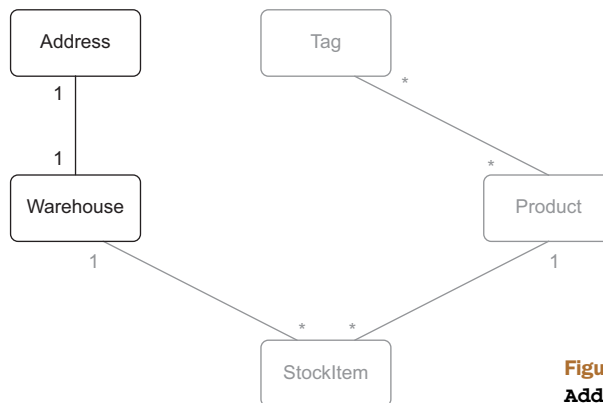 Address
Tag
1
*
1
*
Warehouse
Product
1
1
*
*
StockItem
Figu
Add